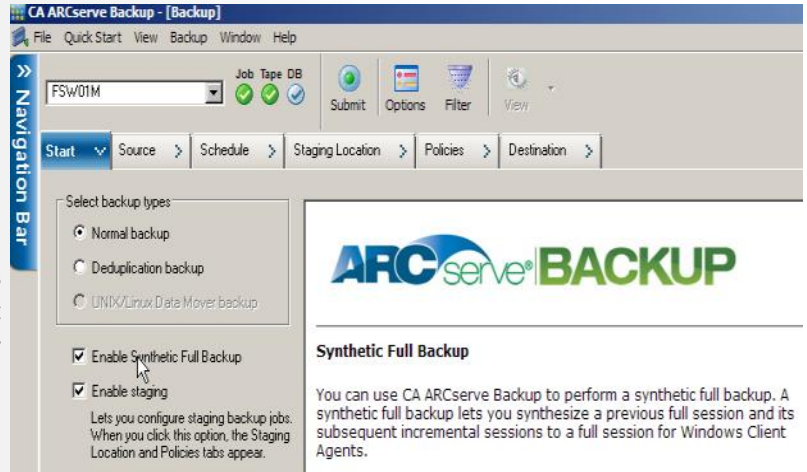 CA ARCserve Backup - [Backup]
File Quick Start View Backup Window Help
Job Tape DB
FSW01M
Submit Options Filter View
Navigation Bar
Start Source Schedule Staging Location Policies Destination
Select backup types
Normal backup
Deduplication backup
UNIX/Linux Data Mover backup
Enable Synthetic Full Backup
Enable staging
Lets you configure staging backup jobs.
When you click this option, the Staging
Location and Policies tabs appear.
ARCserve® BACKUP
Synthetic Full Backup
You can use CA ARCserve Backup to perform a synthetic full backup. A
synthetic full backup lets you synthesize a previous full session and its
subsequent incremental sessions to a full session for Windows Client
Agents.